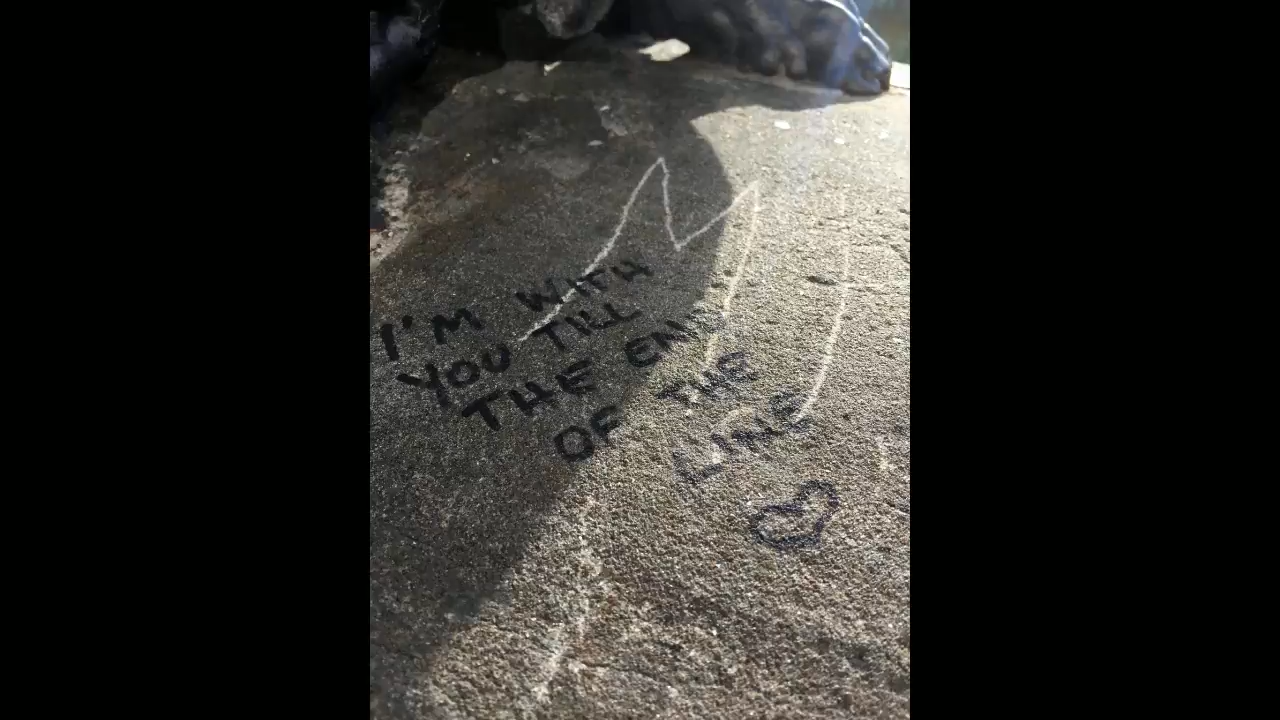 I'M WITH
YOU TILL
THE END
OF THE
LINE